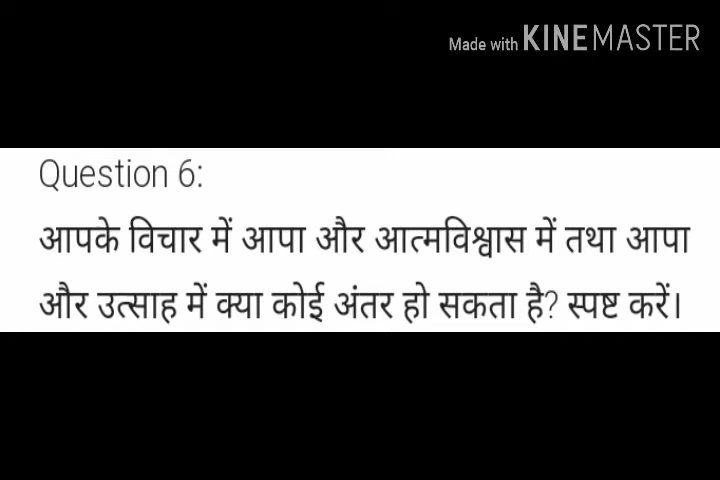 Made with KINEMASTER
Question 6:
आपके विचार में आपा और आत्मविश्वास में तथा आपा
और उत्साह में क्या कोई अंतर हो सकता है? स्पष्ट करें।